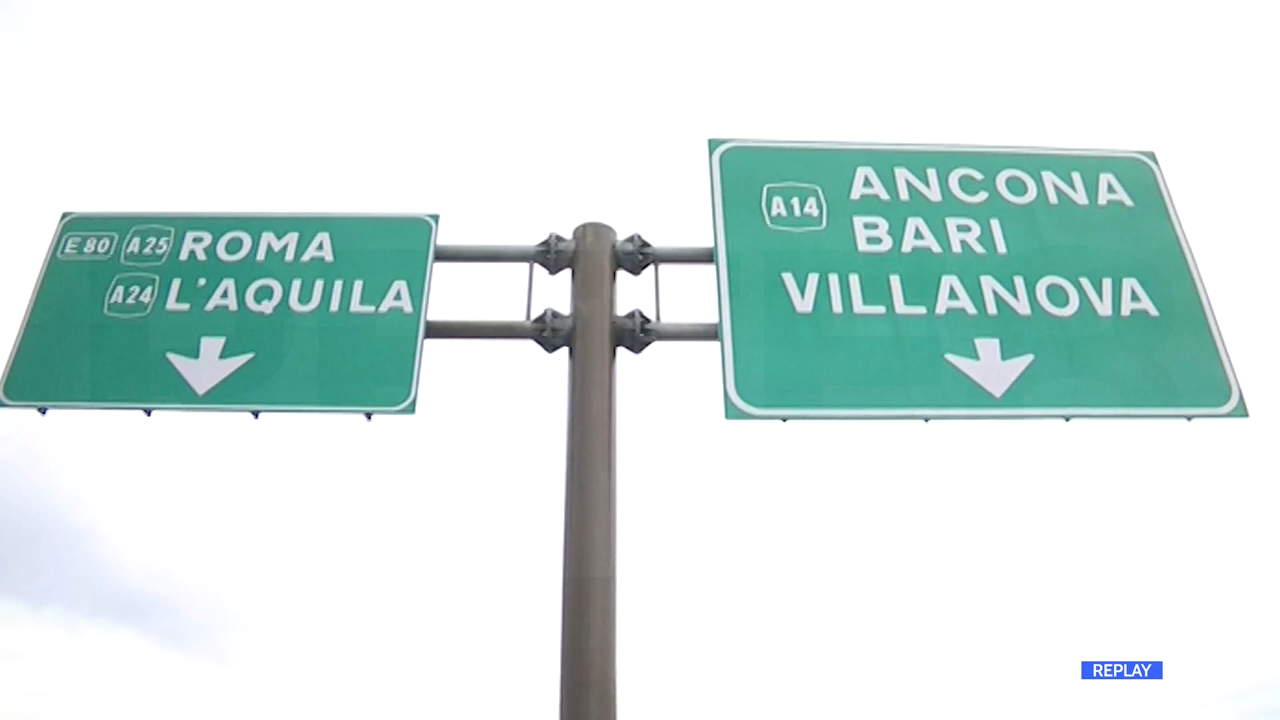 E 80 A25 ROMA
A24 L'AQUILA
A14 ANCONA
BARI
VILLANOVA
REPLAY